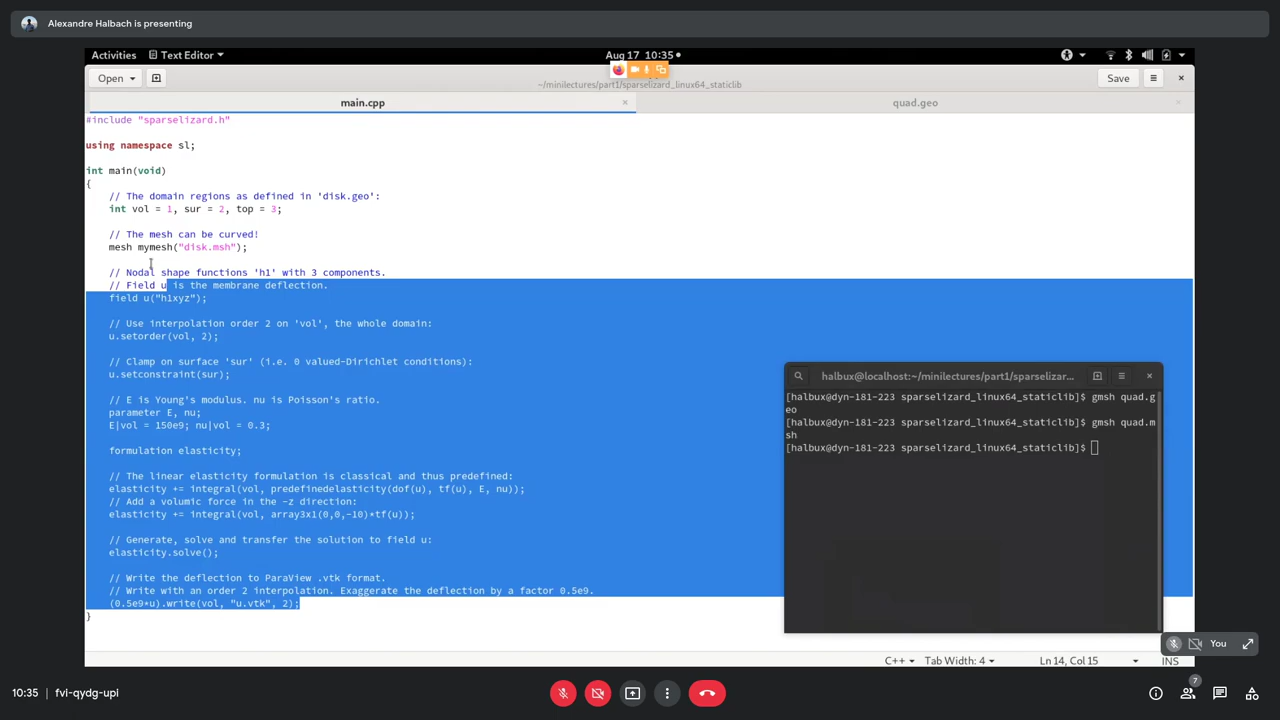 Alexandre Halbach is presenting
Activities
Text Editor
Aug 17 10:35
Open
~/minilectures/part1/sparselizard_linux64_staticlib
Save
main.cpp
quad.geo
#include "sparselizard.h"
using namespace sl;
int main(void)
{
// The domain regions as defined in 'disk.geo':
int vol = 1, sur = 2, top = 3;
// The mesh can be curved!
mesh mymesh("disk.msh");
// Nodal shape functions 'h1' with 3 components.
// Field u is the membrane deflection.
field u("h1xyz");
// Use interpolation order 2 on 'vol', the whole domain:
u.setorder(vol, 2);
// Clamp on surface 'sur' (i.e. 0 valued-Dirichlet conditions):
u.setconstraint(sur);
// E is Young's modulus. nu is Poisson's ratio.
parameter E, nu;
E|vol = 150e9; nu|vol = 0.3;
formulation elasticity;
// The linear elasticity formulation is classical and thus predefined:
elasticity += integral(vol, predefinedelasticity(dof(u), tf(u), E, nu));
// Add a volumic force in the -z direction:
elasticity += integral(vol, array3x1(0,0,-10)*tf(u));
// Generate, solve and transfer the solution to field u:
elasticity.solve();
// Write the deflection to ParaView .vtk format.
// Write with an order 2 interpolation. Exaggerate the deflection by a factor 0.5e9.
(0.5e9*u).write(vol, "u.vtk", 2);
}
halbux@localhost:~/minilectures/part1/sparselizar...
[halbux@dyn-181-223 sparselizard_linux64_staticlib]$ gmsh quad.g
eo
[halbux@dyn-181-223 sparselizard_linux64_staticlib]$ gmsh quad.m
sh
[halbux@dyn-181-223 sparselizard_linux64_staticlib]$
You
C++
Tab Width: 4
Ln 14, Col 15
INS
10:35
fvi-qydg-upi
7